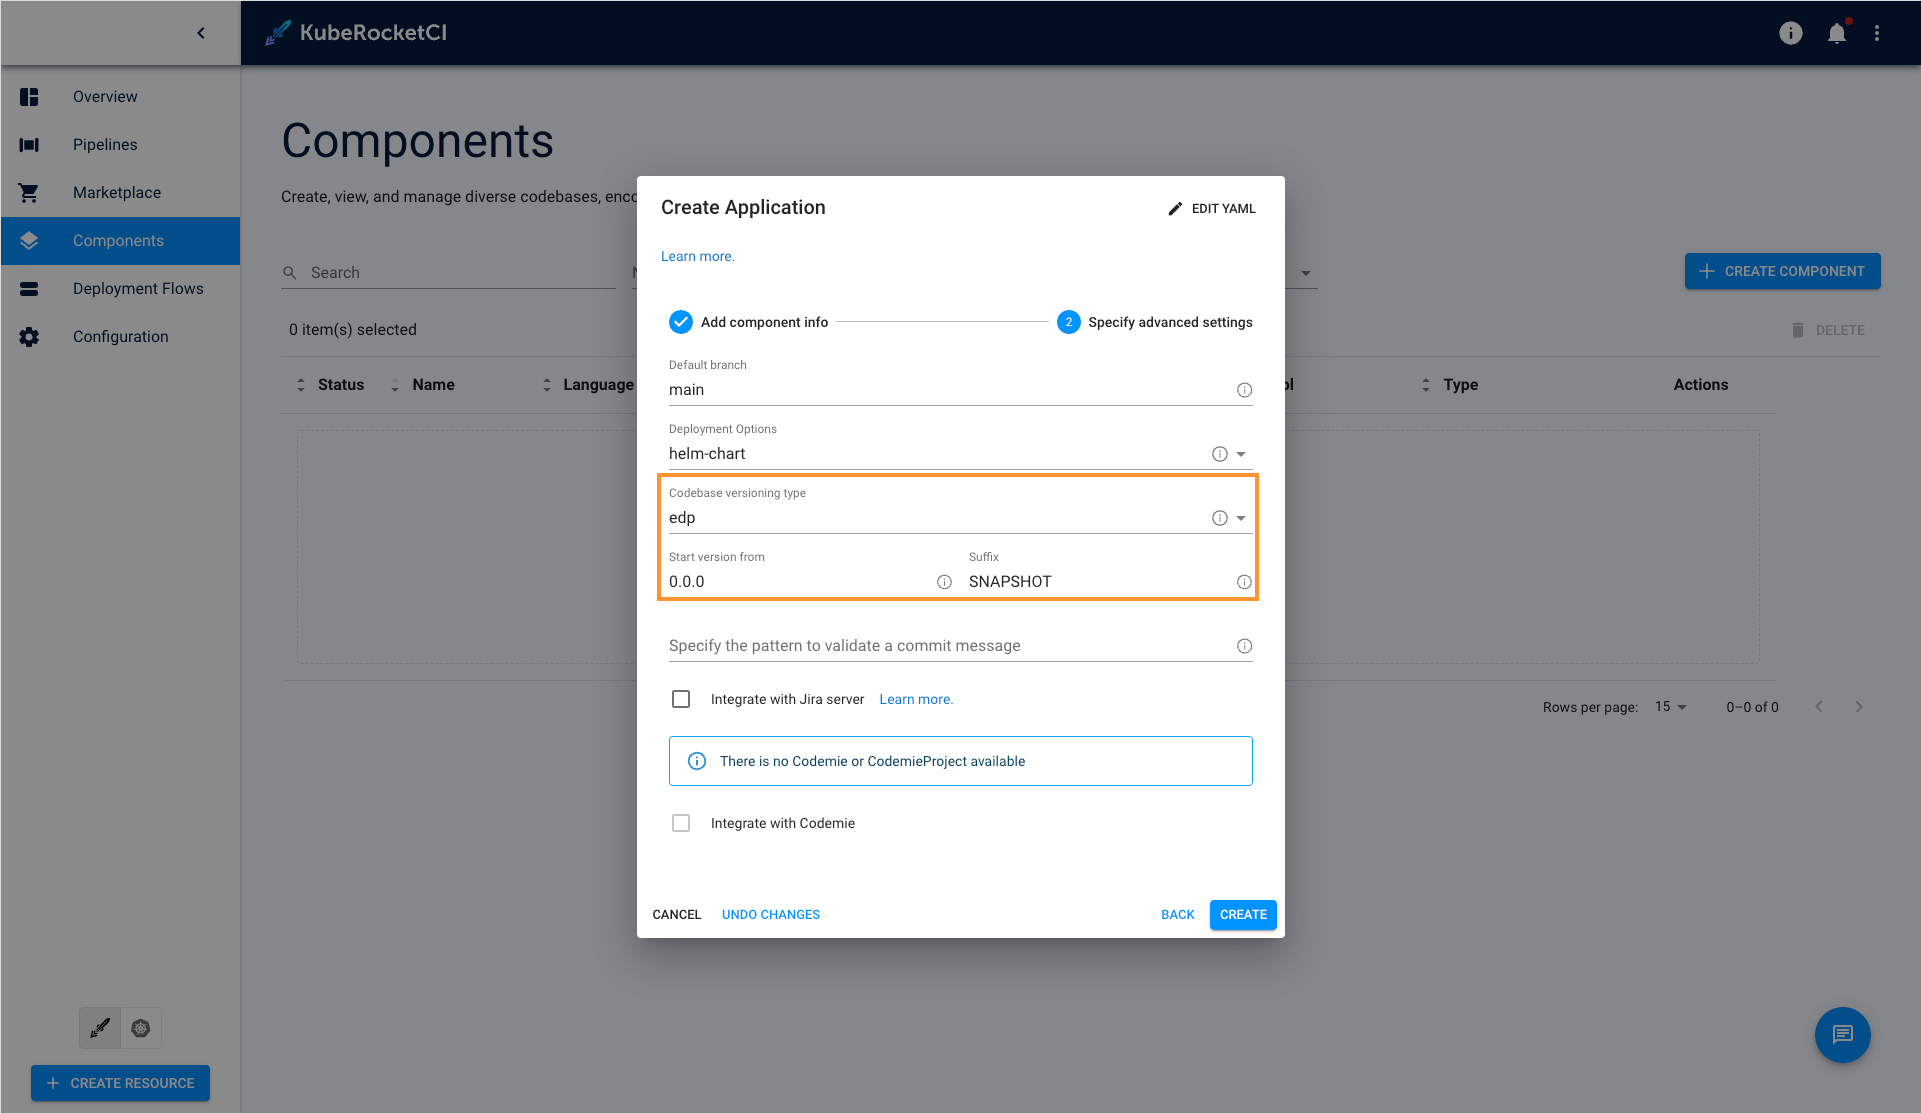 KubeRocketCI
Overview
Pipelines
Marketplace
Components
Deployment Flows
Configuration
CREATE RESOURCE
Components
Create, view, and manage diverse codebases, enco
Search
CREATE COMPONENT
0 item(s) selected
DELETE
Status
Name
Language
Type
Actions
Rows per page:
15
0–0 of 0
Create Application
EDIT YAML
Learn more.
Add component info
2
Specify advanced settings
Default branch
main
Deployment Options
helm-chart
Codebase versioning type
edp
Start version from
0.0.0
Suffix
SNAPSHOT
Specify the pattern to validate a commit message
Integrate with Jira server
Learn more.
There is no Codemie or CodemieProject available
Integrate with Codemie
CANCEL
UNDO CHANGES
BACK
CREATE